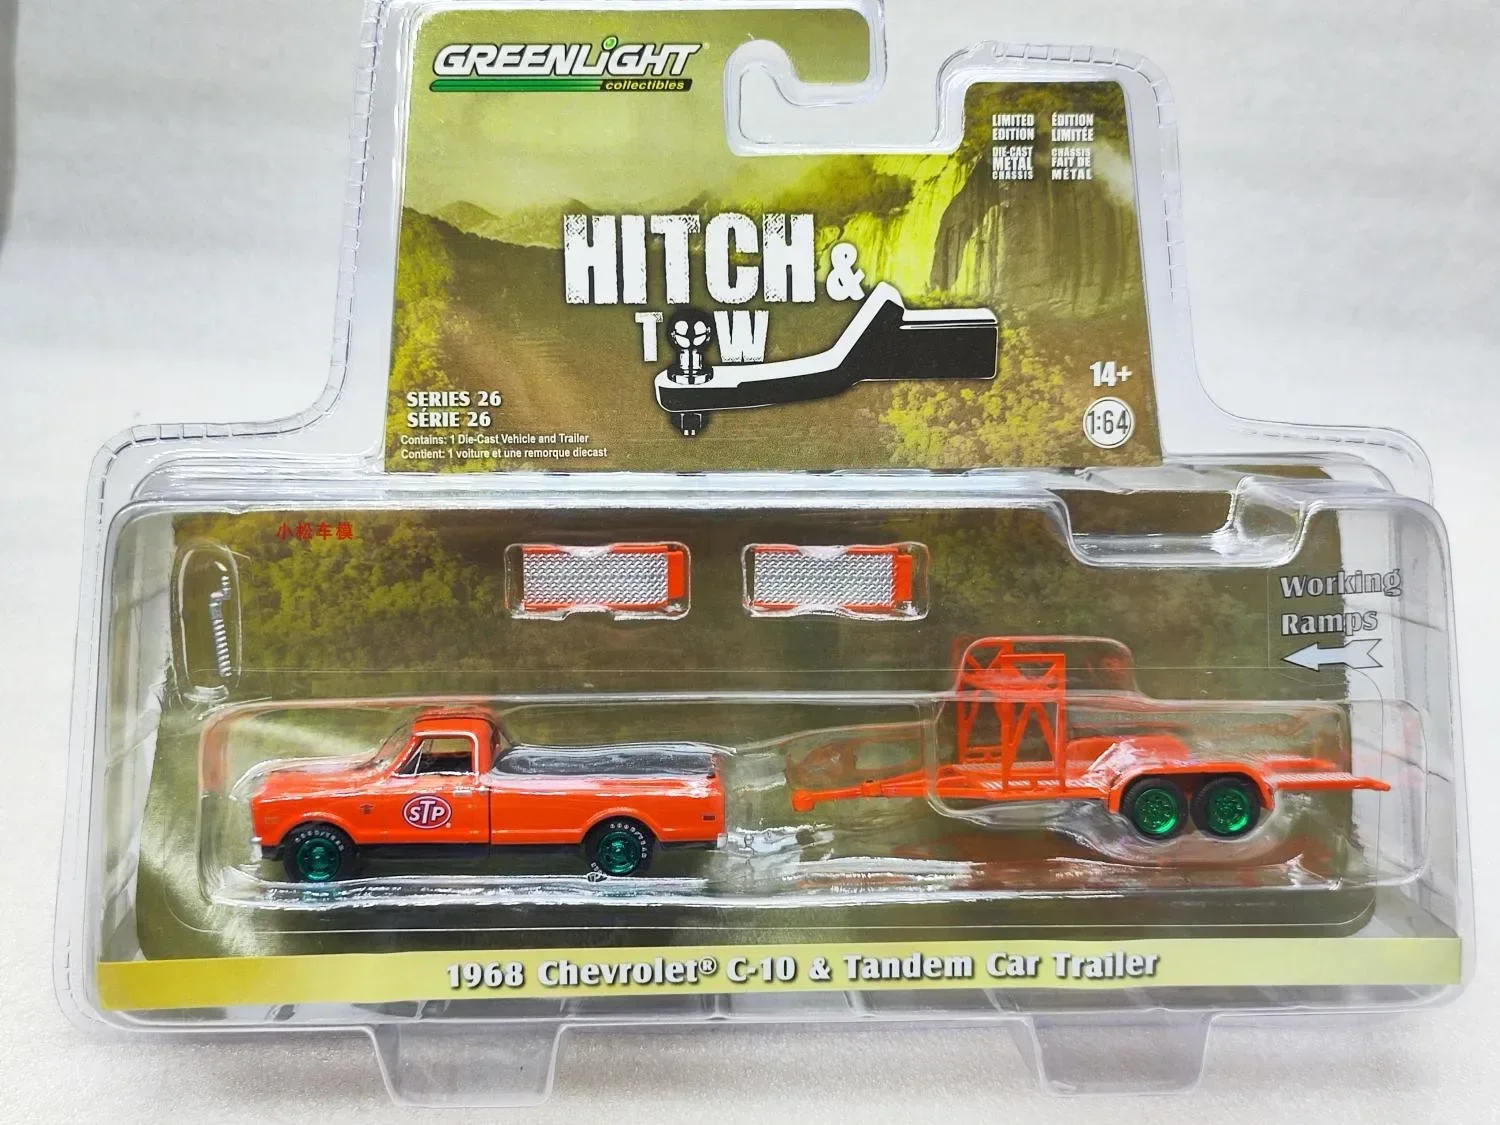 GREENLIGHT
collectibles
LIMITED EDITION
ÉDITION LIMITÉE
DIE-CAST METAL CHASSIS
CHÂSSIS FAIT DE MÉTAL
HITCH &
TOW
14+
1:64
SERIES 26
SÉRIE 26
Contains: 1 Die-Cast Vehicle and Trailer
Contient: 1 voiture et une remorque diecast
小松车模
Working
Ramps
STP
1968 Chevrolet® C-10 & Tandem Car Trailer